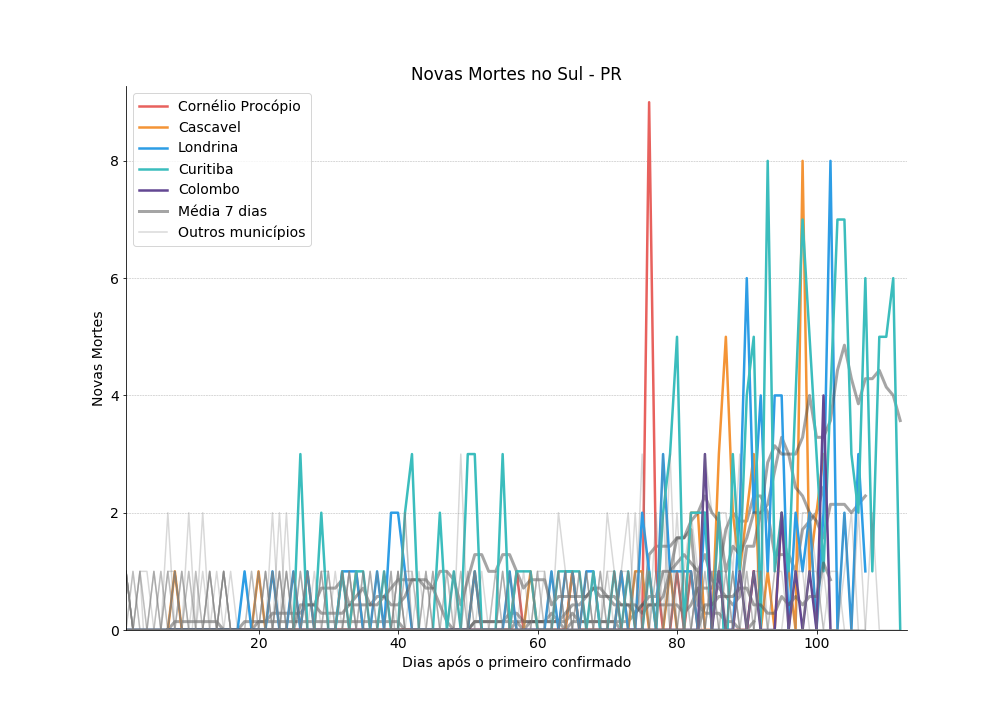 Novas Mortes no Sul - PR
Cornélio Procópio
Cascavel
Londrina
Curitiba
Colombo
Média 7 dias
Outros municípios
Novas Mortes
8
6
4
2
0
20
40
60
80
100
Dias após o primeiro confirmado